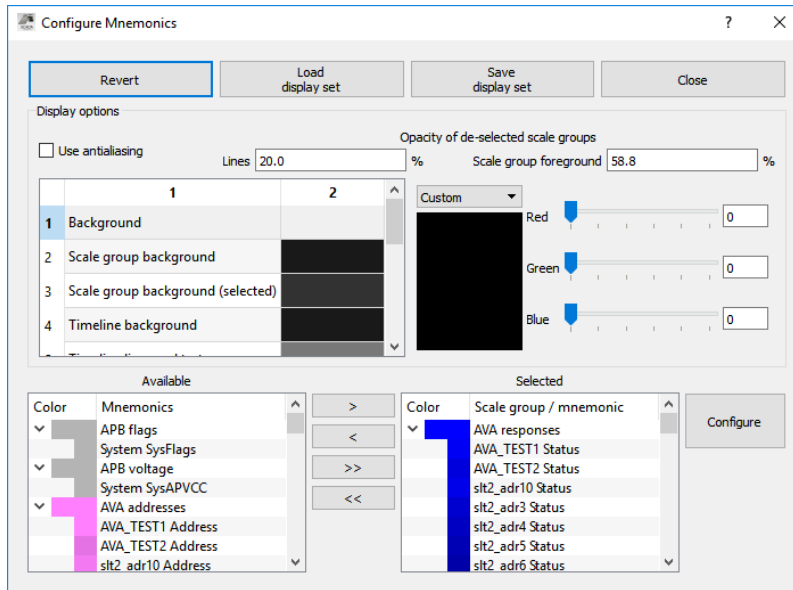 Configure Mnemonics
?
Revert
Load
display set
Save
display set
Close
Display options
Opacity of de-selected scale groups
Use antialiasing
Lines 20.0 %
Scale group foreground 58.8 %
1 2
1 Background
2 Scale group background
3 Scale group background (selected)
4 Timeline background
Custom
Red 0
Green 0
Blue 0
Available
Selected
Color Mnemonics
APB flags
System SysFlags
APB voltage
System SysAPVCC
AVA addresses
AVA_TEST1 Address
AVA_TEST2 Address
slt2_adr10 Address
>
<
>>
<<
Color Scale group / mnemonic
AVA responses
AVA_TEST1 Status
AVA_TEST2 Status
slt2_adr10 Status
slt2_adr3 Status
slt2_adr4 Status
slt2_adr5 Status
slt2_adr6 Status
Configure